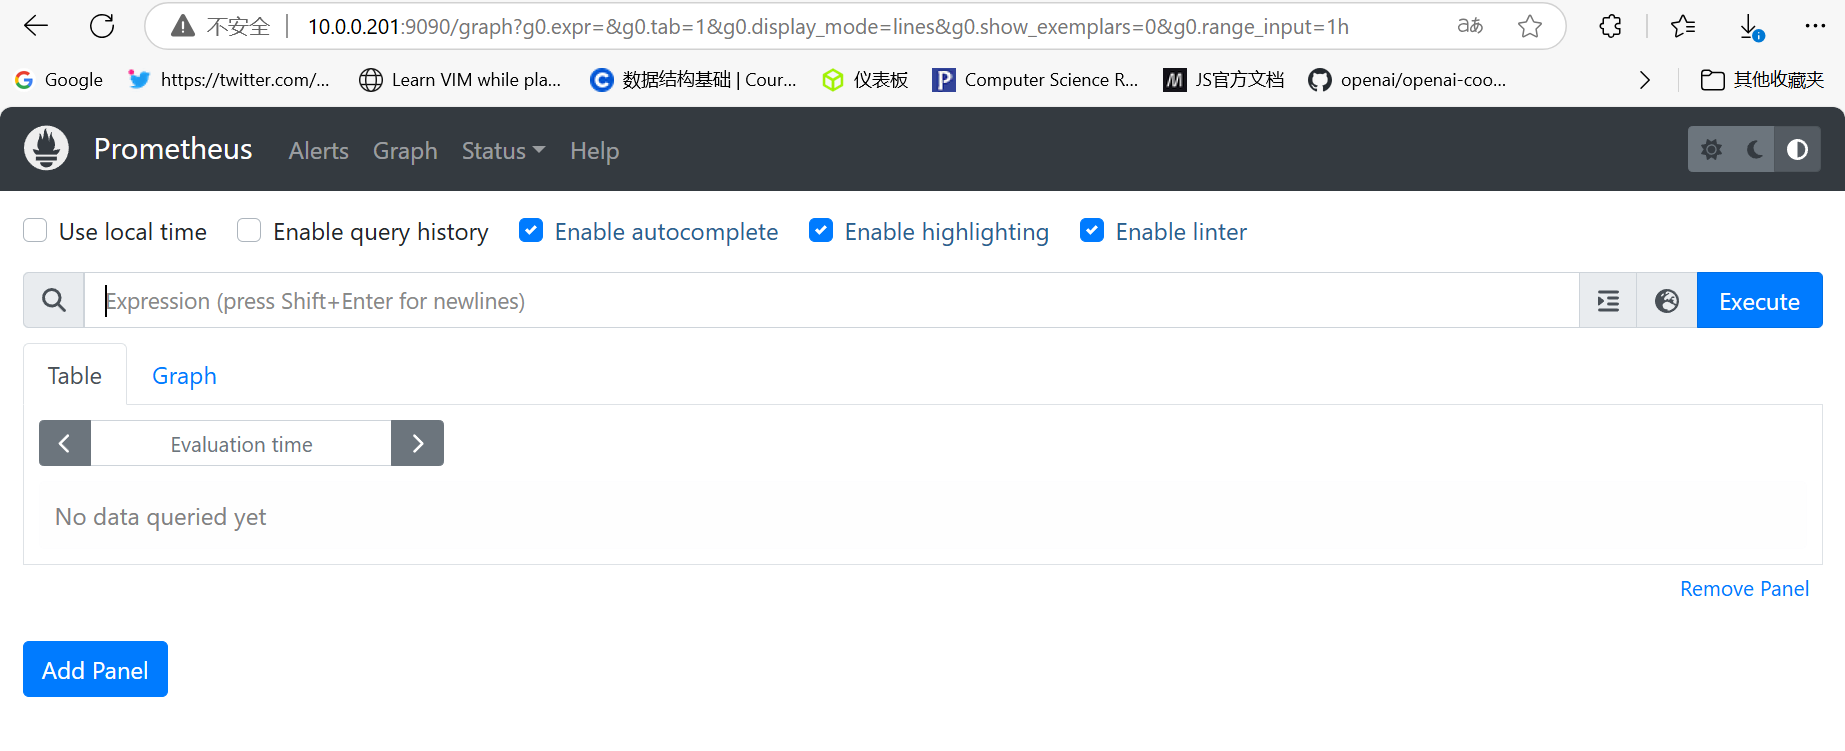 不安全 10.0.0.201:9090/graph?g0.expr=&g0.tab=1&g0.display_mode=lines&g0.show_exemplars=0&g0.range_input=1h aあ
Google https://twitter.com/... Learn VIM while pla... 数据结构基础 | Cour... 仪表板 Computer Science R... JS官方文档 openai/openai-coo... 其他收藏夹
Prometheus Alerts Graph Status Help
Use local time Enable query history Enable autocomplete Enable highlighting Enable linter
Expression (press Shift+Enter for newlines) Execute
Table Graph
Evaluation time
No data queried yet
Remove Panel
Add Panel